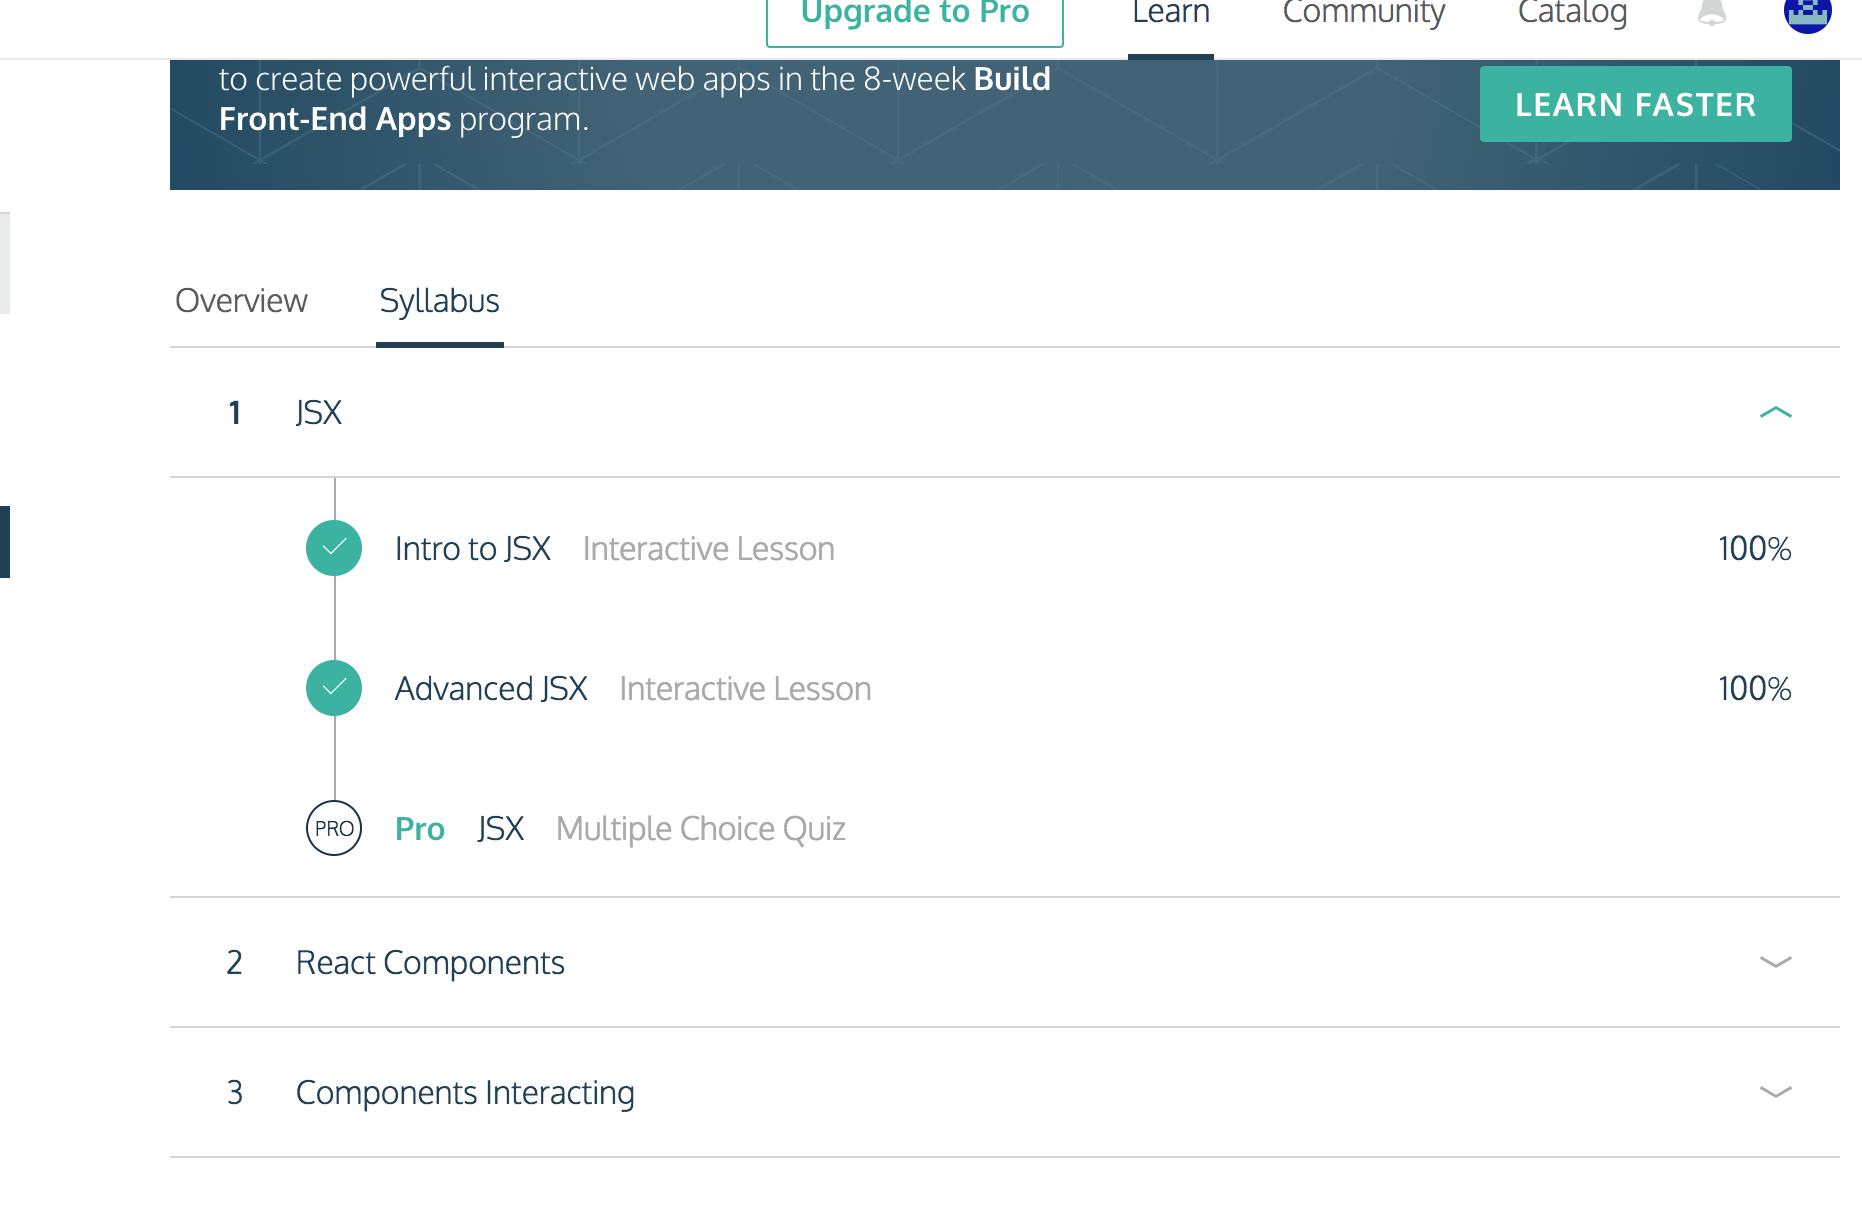 Upgrade to Pro
Learn
Community
Catalog
to create powerful interactive web apps in the 8-week Build
Front-End Apps program.
LEARN FASTER
Overview
Syllabus
1 JSX
Intro to JSX Interactive Lesson 100%
Advanced JSX Interactive Lesson 100%
PRO Pro JSX Multiple Choice Quiz
2 React Components
3 Components Interacting